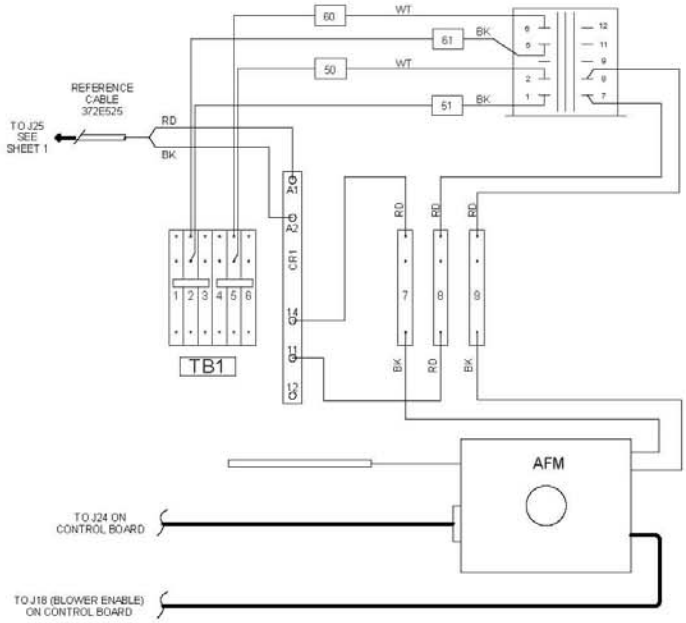 60
WT
6
12
61
BK
5
11
9
50
WT
2
8
REFERENCE
CABLE
372E525
1
7
51
BK
RD
TO J25
SEE
SHEET 1
BK
A1
A2
RD
RD
RD
CR1
1
2
3
4
5
6
7
8
9
14
TB1
11
BK
RD
BK
12
AFM
TO J24 ON
CONTROL BOARD
TO J18 (BLOWER ENABLE)
ON CONTROL BOARD